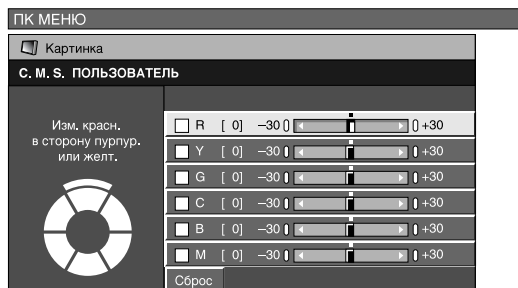 ПК МЕНЮ
Картинка
C. M. S. ПОЛЬЗОВАТЕЛЬ
Изм. красн.
в сторону пурпур.
или желт.
R [ 0] –30 +30
Y [ 0] –30 +30
G [ 0] –30 +30
C [ 0] –30 +30
B [ 0] –30 +30
M [ 0] –30 +30
Сброс